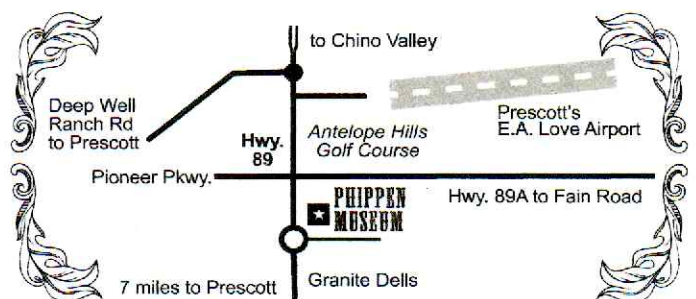 to Chino Valley
Deep Well
Ranch Rd
to Prescott
Prescott's
E.A. Love Airport
Hwy.
89
Antelope Hills
Golf Course
Pioneer Pkwy.
Hwy. 89A to Fain Road
PHIPPEN
MUSEUM
7 miles to Prescott
Granite Dells